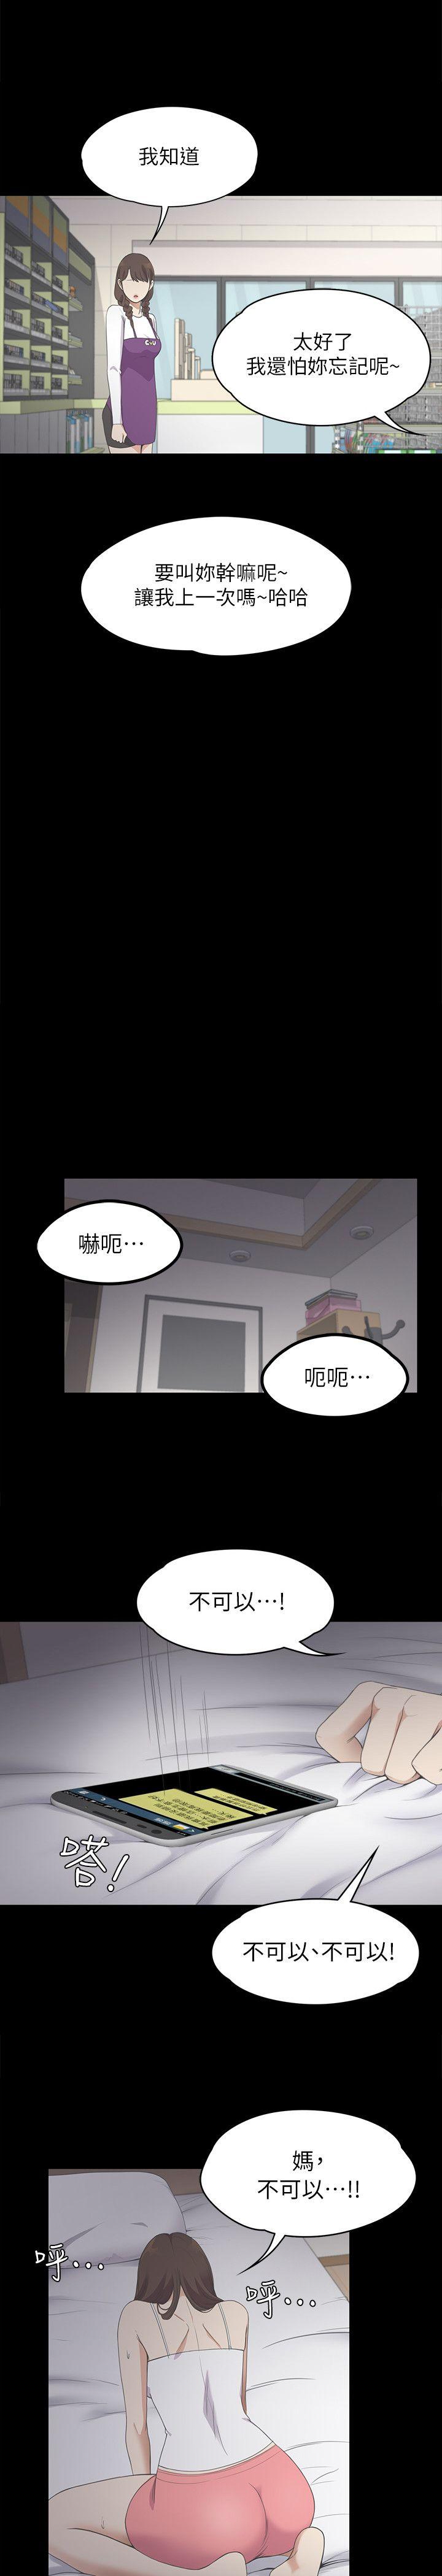 我知道
CU
太好了
我還怕妳忘記呢~
要叫妳幹嘛呢~
讓我上一次嗎~哈哈
嚇呃…
呃呃…
不可以…!
嗒!
不可以、不可以!
媽,
不可以…!!
呼…
呼…